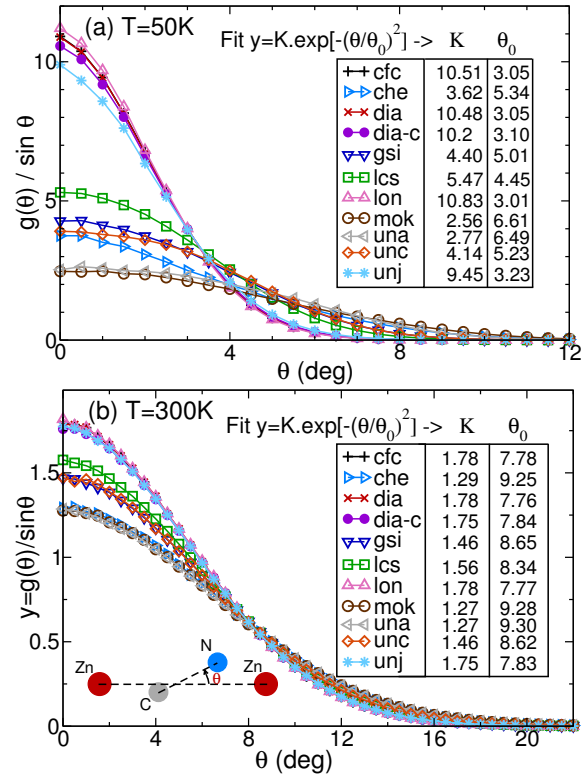 (a) T=50K
Fit y=K.exp[-(θ/θ₀)²] -> K θ₀
cfc 10.51 3.05
che 3.62 5.34
dia 10.48 3.05
dia-c 10.2 3.10
gsi 4.40 5.01
lcs 5.47 4.45
lon 10.83 3.01
mok 2.56 6.61
una 2.77 6.49
unc 4.14 5.23
unj 9.45 3.23
10
5
0
g(θ) / sin θ
0 4 8 12
θ (deg)
(b) T=300K
Fit y=K.exp[-(θ/θ₀)²] -> K θ₀
cfc 1.78 7.78
che 1.29 9.25
dia 1.78 7.76
dia-c 1.75 7.84
gsi 1.46 8.65
lcs 1.56 8.34
lon 1.78 7.77
mok 1.27 9.28
una 1.27 9.30
unc 1.46 8.62
unj 1.75 7.83
1.5
1
0.5
0
y=g(θ)/sinθ
N
Zn θ Zn
C
0 4 8 12 16 20
θ (deg)